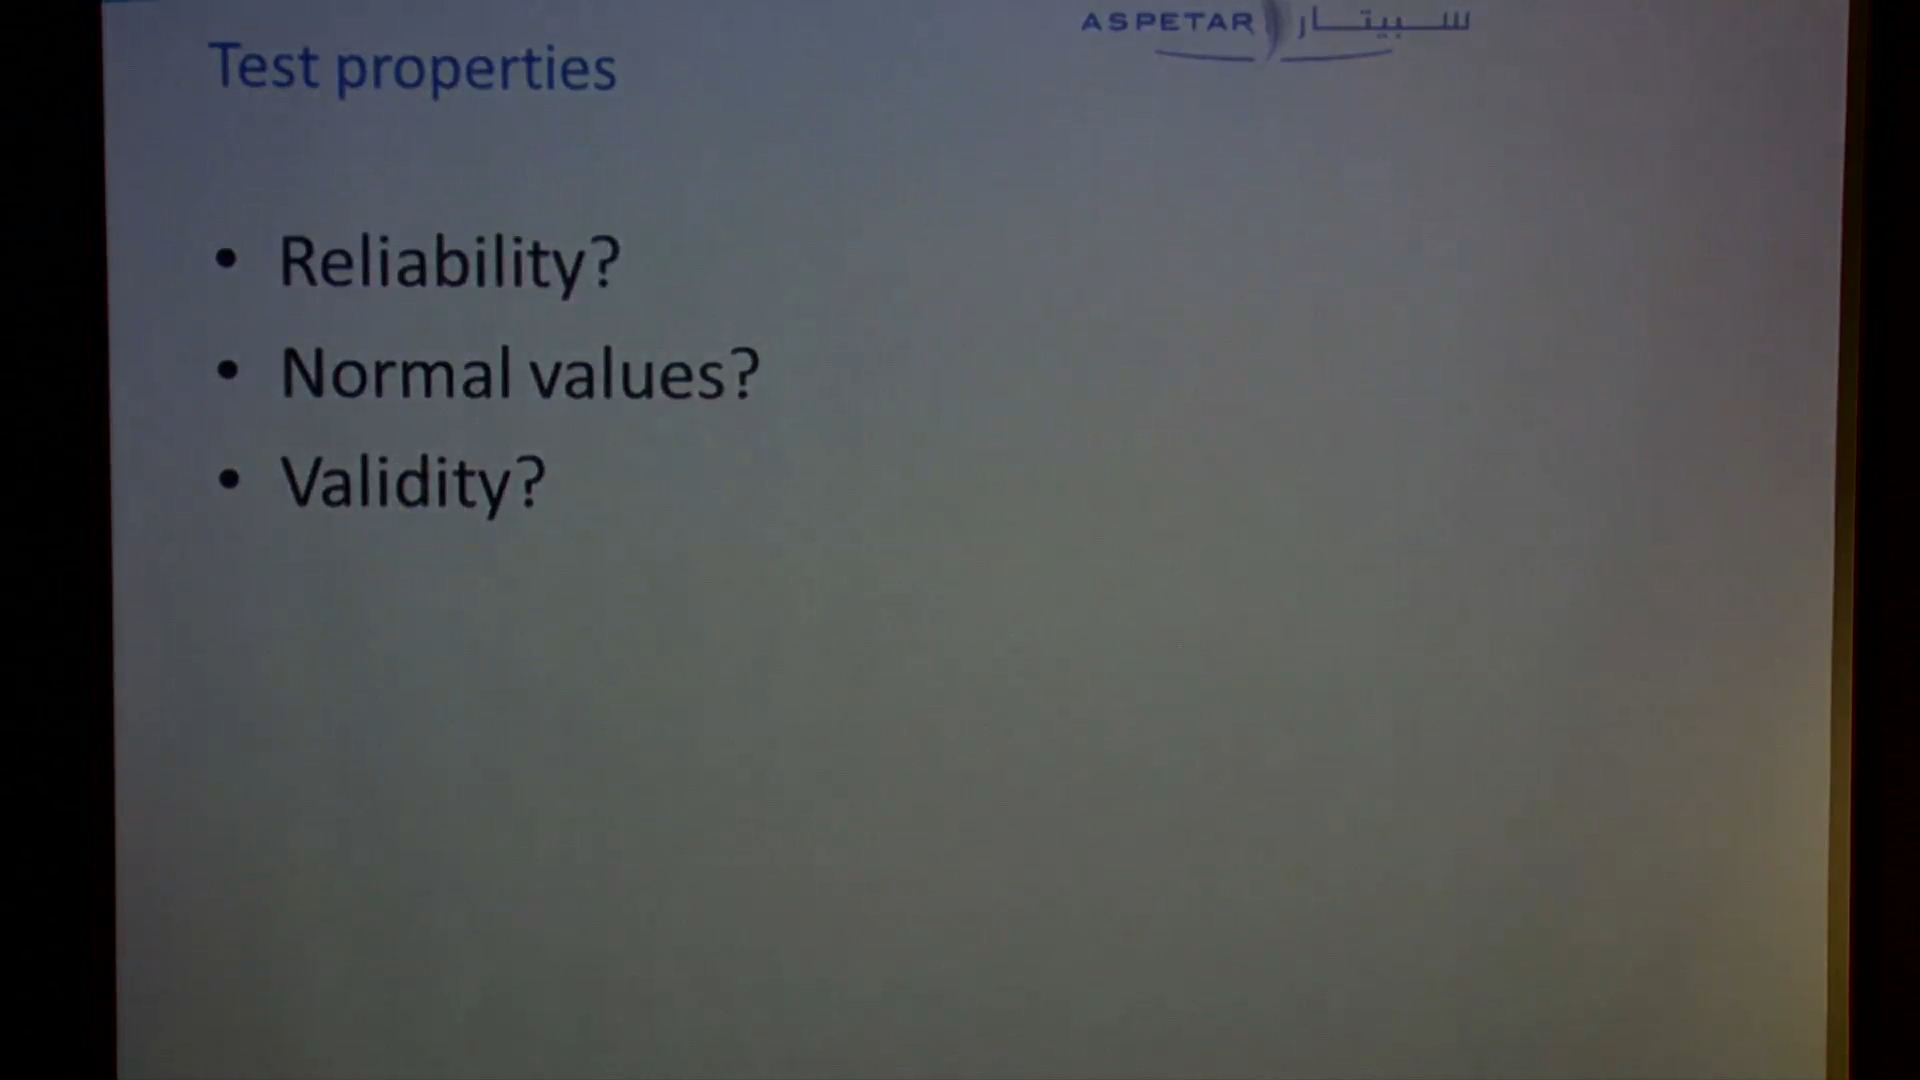 ASPETAR سبيتار
Test properties
• Reliability?
• Normal values?
• Validity?